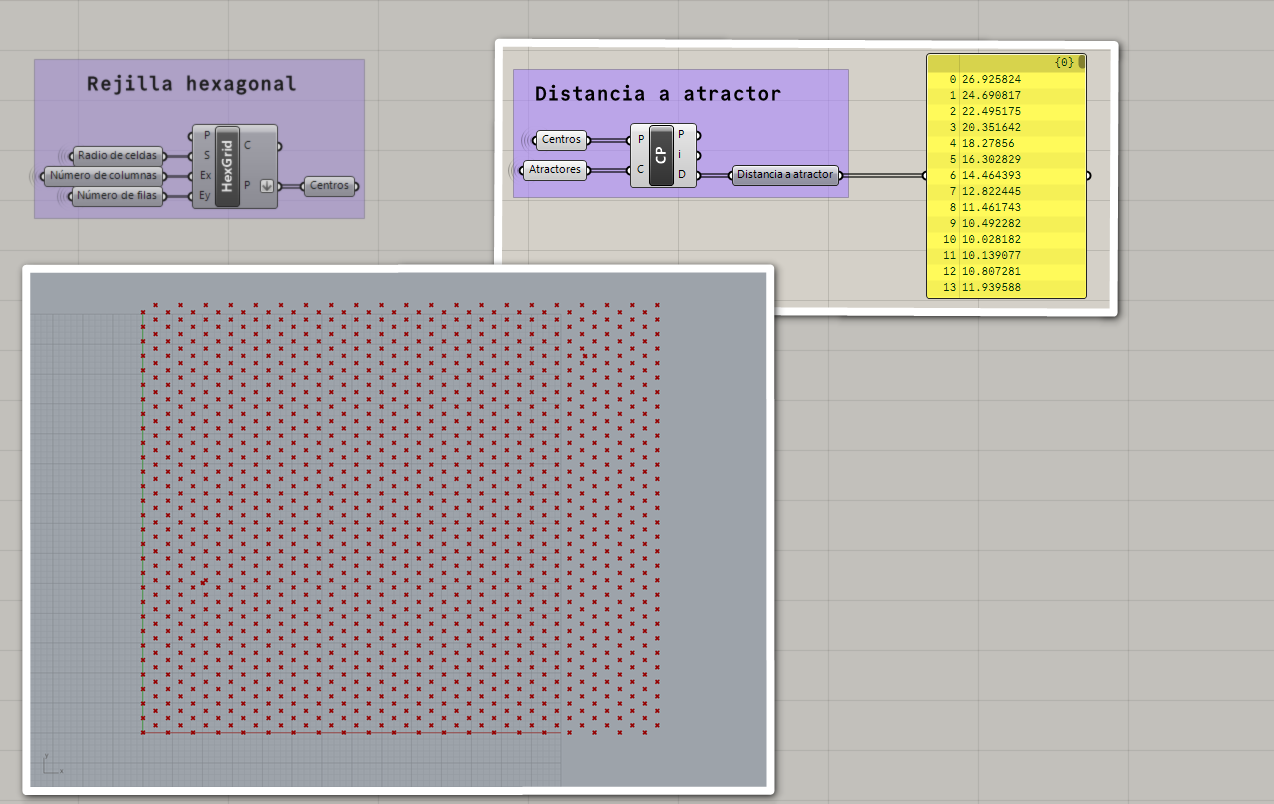 Rejilla hexagonal
P
Radio de celdas
S
Número de columnas
Ex
Número de filas
Ey
HexGrid
C
P
Centros
Distancia a atractor
Centros
Atractores
P
C
CP
P
i
D
Distancia a atractor
{0}
0 26.925824
1 24.690817
2 22.495175
3 20.351642
4 18.27856
5 16.302829
6 14.464393
7 12.822445
8 11.461743
9 10.492282
10 10.028182
11 10.139077
12 10.807281
13 11.939588
y
x